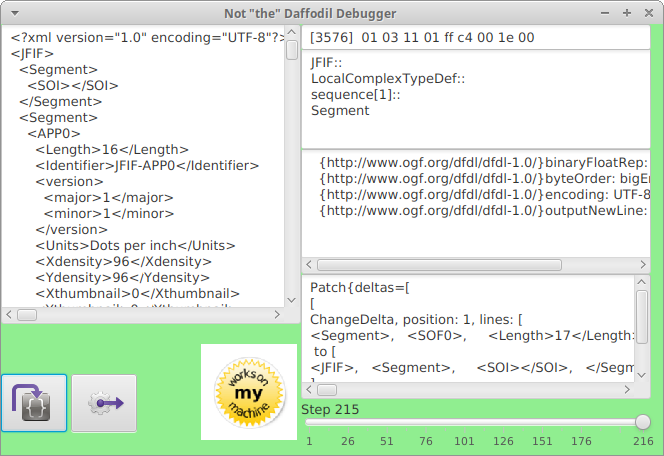 Not "the" Daffodil Debugger
<?xml version="1.0" encoding="UTF-8"?>
<JFIF>
<Segment>
<SOI></SOI>
</Segment>
<Segment>
<APP0>
<Length>16</Length>
<Identifier>JFIF-APP0</Identifier>
<version>
<major>1</major>
<minor>1</minor>
</version>
<Units>Dots per inch</Units>
<Xdensity>96</Xdensity>
<Ydensity>96</Ydensity>
<Xthumbnail>0</Xthumbnail>
[3576] 01 03 11 01 ff c4 00 1e 00
JFIF::
LocalComplexTypeDef::
sequence[1]::
Segment
{http://www.ogf.org/dfdl/dfdl-1.0/}binaryFloatRep:
{http://www.ogf.org/dfdl/dfdl-1.0/}byteOrder: bigEn
{http://www.ogf.org/dfdl/dfdl-1.0/}encoding: UTF-8
{http://www.ogf.org/dfdl/dfdl-1.0/}outputNewLine:
Patch{deltas=[
[
ChangeDelta, position: 1, lines: [
<Segment>, <SOF0>, <Length>17</Length>
to [
<JFIF>, <Segment>, <SOI></SOI>, </Segm
works on
my
machine
Step 215
1 26 51 76 101 126 151 176 216